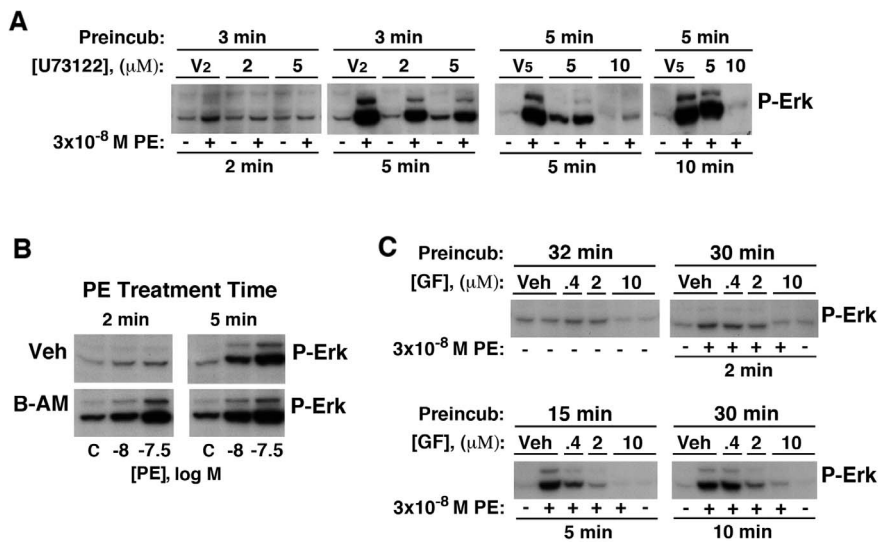 A
Preincub: 3 min 3 min 5 min 5 min
[U73122], (μM): V2 2 5 V2 2 5 V5 5 10 V5 5 10
P-Erk
3x10-8 M PE: - + - + - + - + - + - + - + - + - + - + + +
2 min 5 min 5 min 10 min
B
PE Treatment Time
2 min 5 min
Veh P-Erk
B-AM P-Erk
C -8 -7.5 C -8 -7.5
[PE], log M
C
Preincub: 32 min 30 min
[GF], (μM): Veh .4 2 10 Veh .4 2 10
P-Erk
3x10-8 M PE: - - - - - - - + + + + -
2 min
Preincub: 15 min 30 min
[GF], (μM): Veh .4 2 10 Veh .4 2 10
P-Erk
3x10-8 M PE: - + + + + - - + + + + -
5 min 10 min